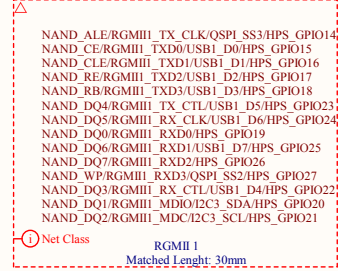 NAND_ALE/RGMII1_TX_CLK/QSPI_SS3/HPS_GPIO14
NAND_CE/RGMII1_TXD0/USB1_D0/HPS_GPIO15
NAND_CLE/RGMII1_TXD1/USB1_D1/HPS_GPIO16
NAND_RE/RGMII1_TXD2/USB1_D2/HPS_GPIO17
NAND_RB/RGMII1_TXD3/USB1_D3/HPS_GPIO18
NAND_DQ4/RGMII1_TX_CTL/USB1_D5/HPS_GPIO23
NAND_DQ5/RGMII1_RX_CLK/USB1_D6/HPS_GPIO24
NAND_DQ0/RGMII1_RXD0/HPS_GPIO19
NAND_DQ6/RGMII1_RXD1/USB1_D7/HPS_GPIO25
NAND_DQ7/RGMII1_RXD2/HPS_GPIO26
NAND_WP/RGMII1_RXD3/QSPI_SS2/HPS_GPIO27
NAND_DQ3/RGMII1_RX_CTL/USB1_D4/HPS_GPIO22
NAND_DQ1/RGMII1_MDIO/I2C3_SDA/HPS_GPIO20
NAND_DQ2/RGMII1_MDC/I2C3_SCL/HPS_GPIO21
i Net Class
RGMII 1
Matched Lenght: 30mm